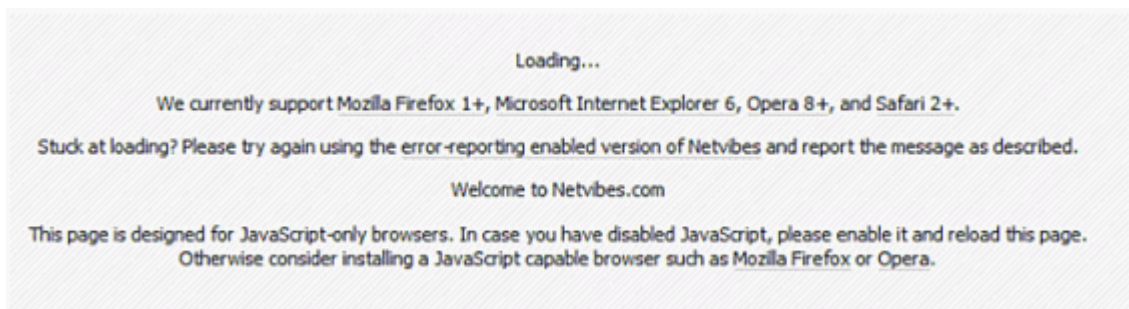 Loading...
We currently support Mozilla Firefox 1+, Microsoft Internet Explorer 6, Opera 8+, and Safari 2+.
Stuck at loading? Please try again using the error-reporting enabled version of Netvibes and report the message as described.
Welcome to Netvibes.com
This page is designed for JavaScript-only browsers. In case you have disabled JavaScript, please enable it and reload this page.
Otherwise consider installing a JavaScript capable browser such as Mozilla Firefox or Opera.